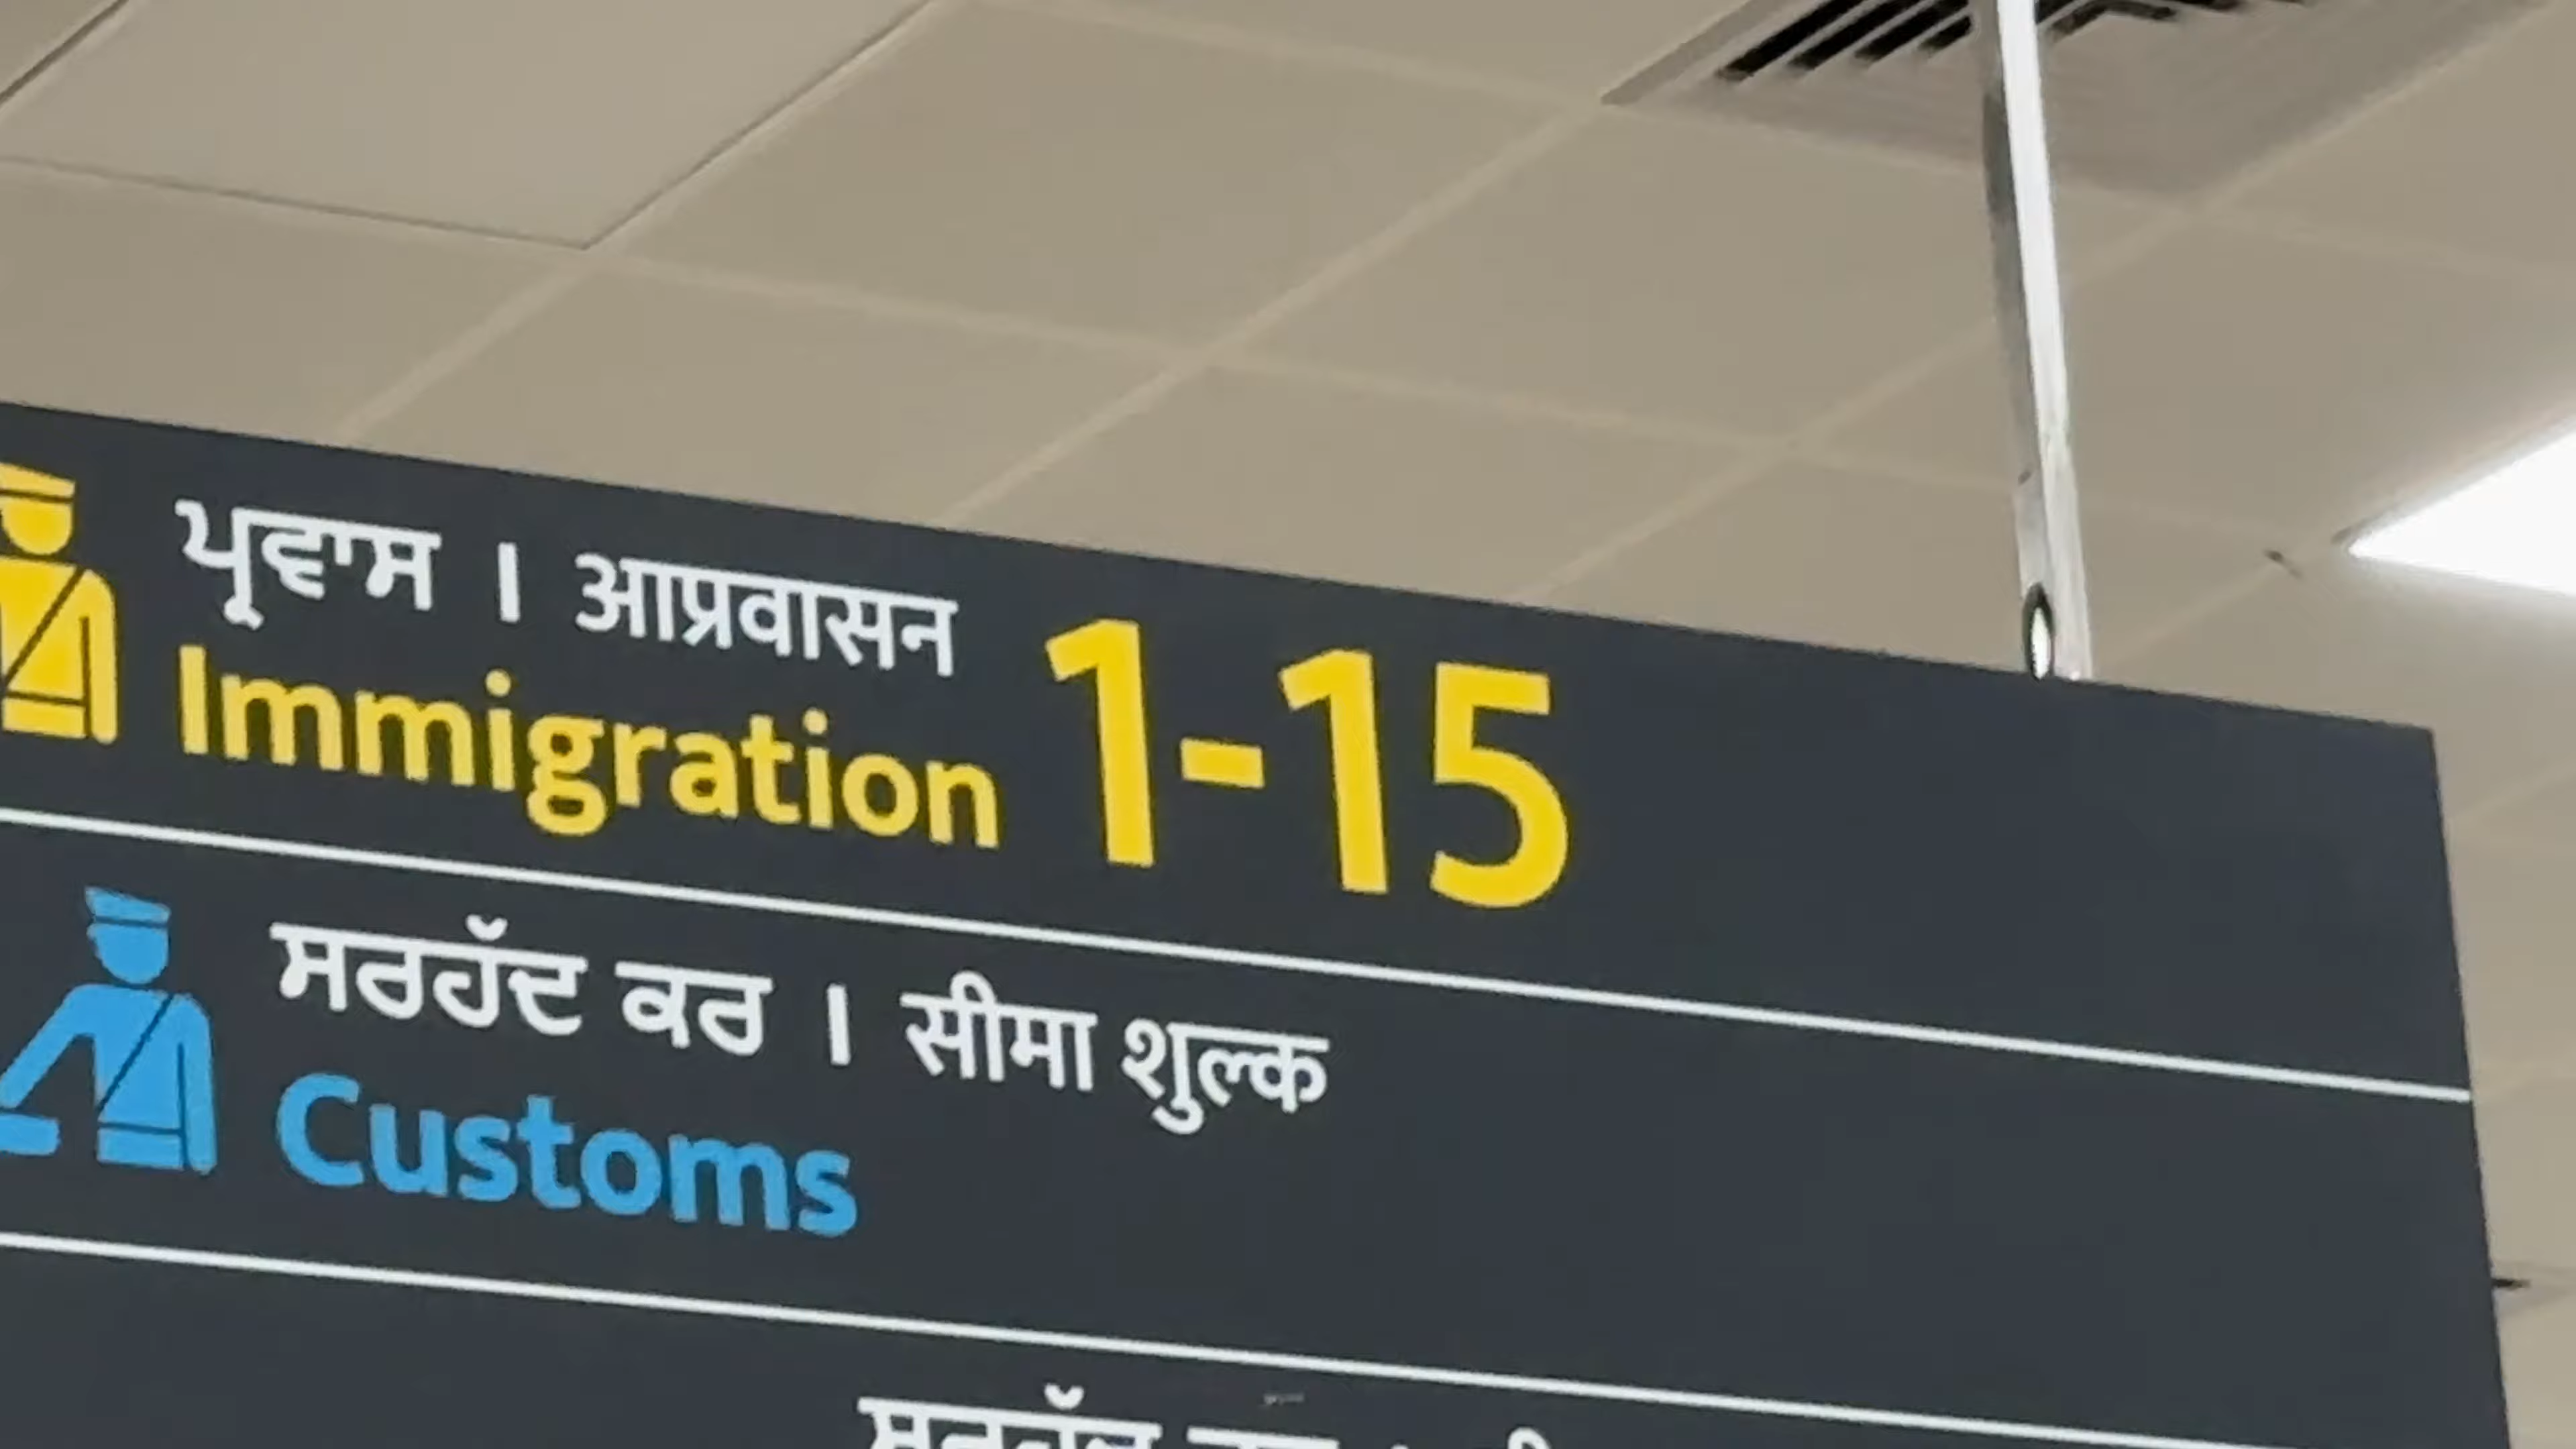 ਪ੍ਰਵਾਸ | आप्रवासन
Immigration 1-15
ਸਰਹੱਦ ਕਰ | सीमा शुल्क
Customs